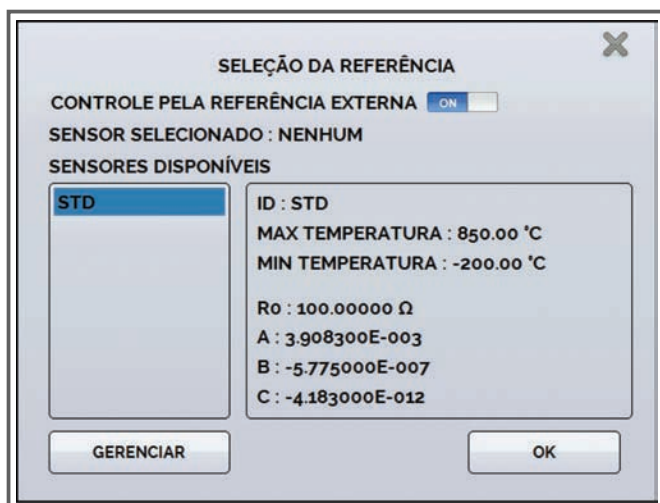 SELEÇÃO DA REFERÊNCIA
CONTROLE PELA REFERÊNCIA EXTERNA ON
SENSOR SELECIONADO : NENHUM
SENSORES DISPONÍVEIS
STD
ID : STD
MAX TEMPERATURA : 850.00 °C
MIN TEMPERATURA : -200.00 °C
R0 : 100.00000 Ω
A : 3.908300E-003
B : -5.775000E-007
C : -4.183000E-012
GERENCIAR
OK